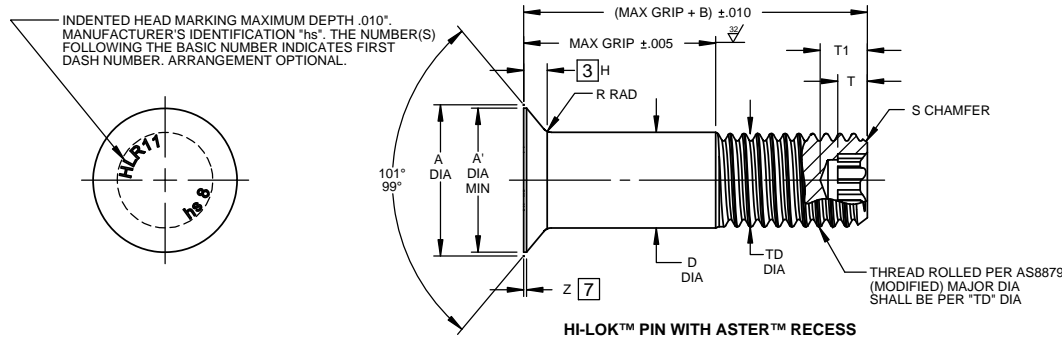 INDENTED HEAD MARKING MAXIMUM DEPTH .010".
MANUFACTURER'S IDENTIFICATION "hs". THE NUMBER(S)
FOLLOWING THE BASIC NUMBER INDICATES FIRST
DASH NUMBER. ARRANGEMENT OPTIONAL.
HLR11
hs 8
(MAX GRIP + B) ±.010
MAX GRIP ±.005
32
T1
T
3 H
R RAD
S CHAMFER
101°
99°
A
DIA
A'
DIA
MIN
D
DIA
TD
DIA
Z 7
THREAD ROLLED PER AS8879
(MODIFIED) MAJOR DIA
SHALL BE PER "TD" DIA
HI-LOK™ PIN WITH ASTER™ RECESS